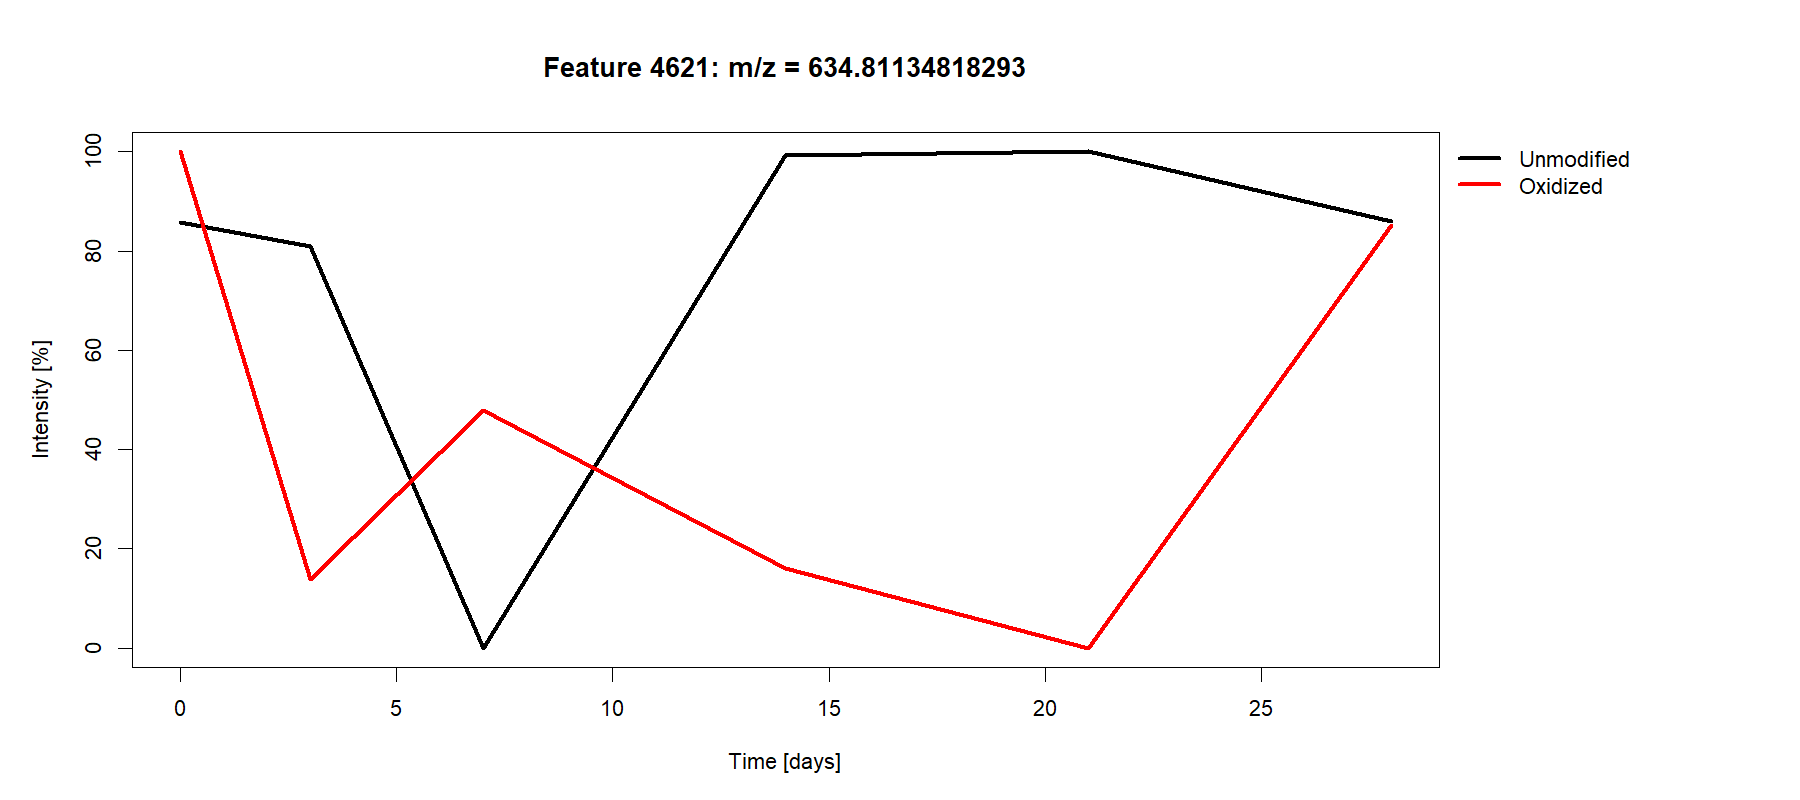 Feature 4621: m/z = 634.81134818293
Unmodified
Oxidized
Intensity [%]
100
80
60
40
20
0
0 5 10 15 20 25
Time [days]